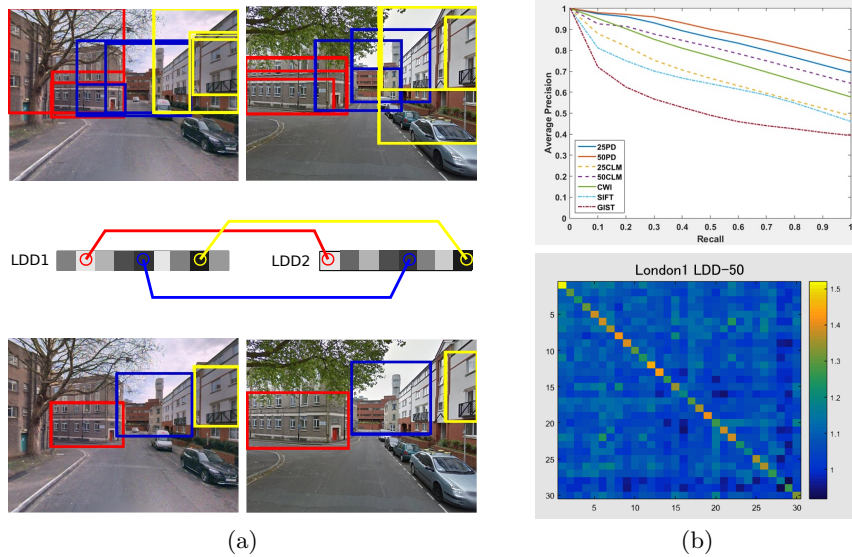 LDD1
LDD2
(a)
1
0.9
0.8
0.7
0.6
0.5
0.4
0.3
0.2
0.1
0
Average Precision
25PD
50PD
25CLM
50CLM
CWI
SIFT
GIST
0 0.1 0.2 0.3 0.4 0.5 0.6 0.7 0.8 0.9 1
Recall
London1 LDD-50
5
10
15
20
25
30
5 10 15 20 25 30
1.5
1.4
1.3
1.2
1.1
1
(b)